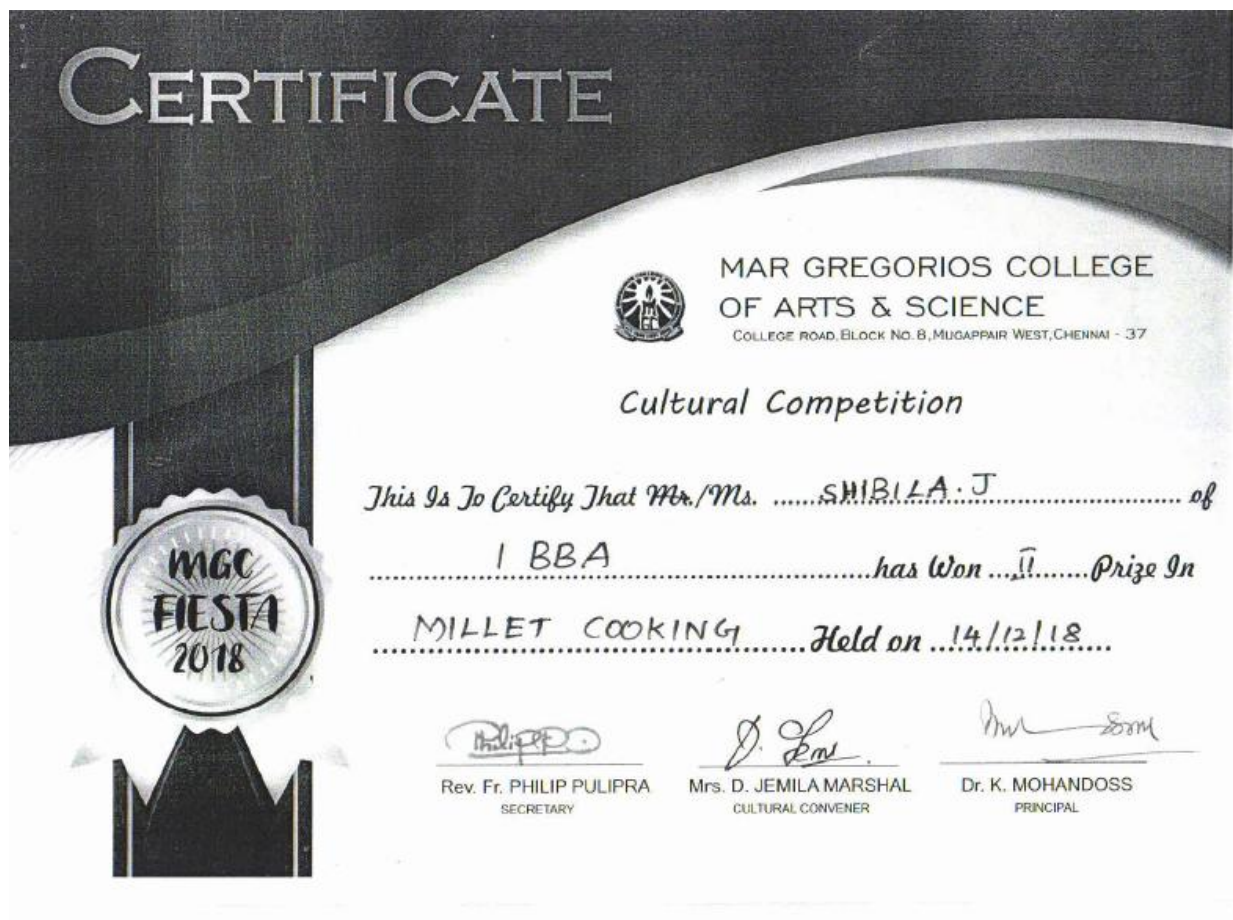 CERTIFICATE
MAR GREGORIOS COLLEGE
OF ARTS & SCIENCE
COLLEGE ROAD, BLOCK NO. 8, MUGAPPAIR WEST, CHENNAI - 37
Cultural Competition
This Is To Certify That Mr./Ms. ......SHIBILA.J........................ of
I BBA ........has Won ...II.......Prize In
MILLET COOKING .......Held on ...14/12/18....
MGC
FIESTA
2018
Rev. Fr. PHILIP PULIPRA Mrs. D. JEMILA MARSHAL Dr. K. MOHANDOSS
SECRETARY CULTURAL CONVENER PRINCIPAL